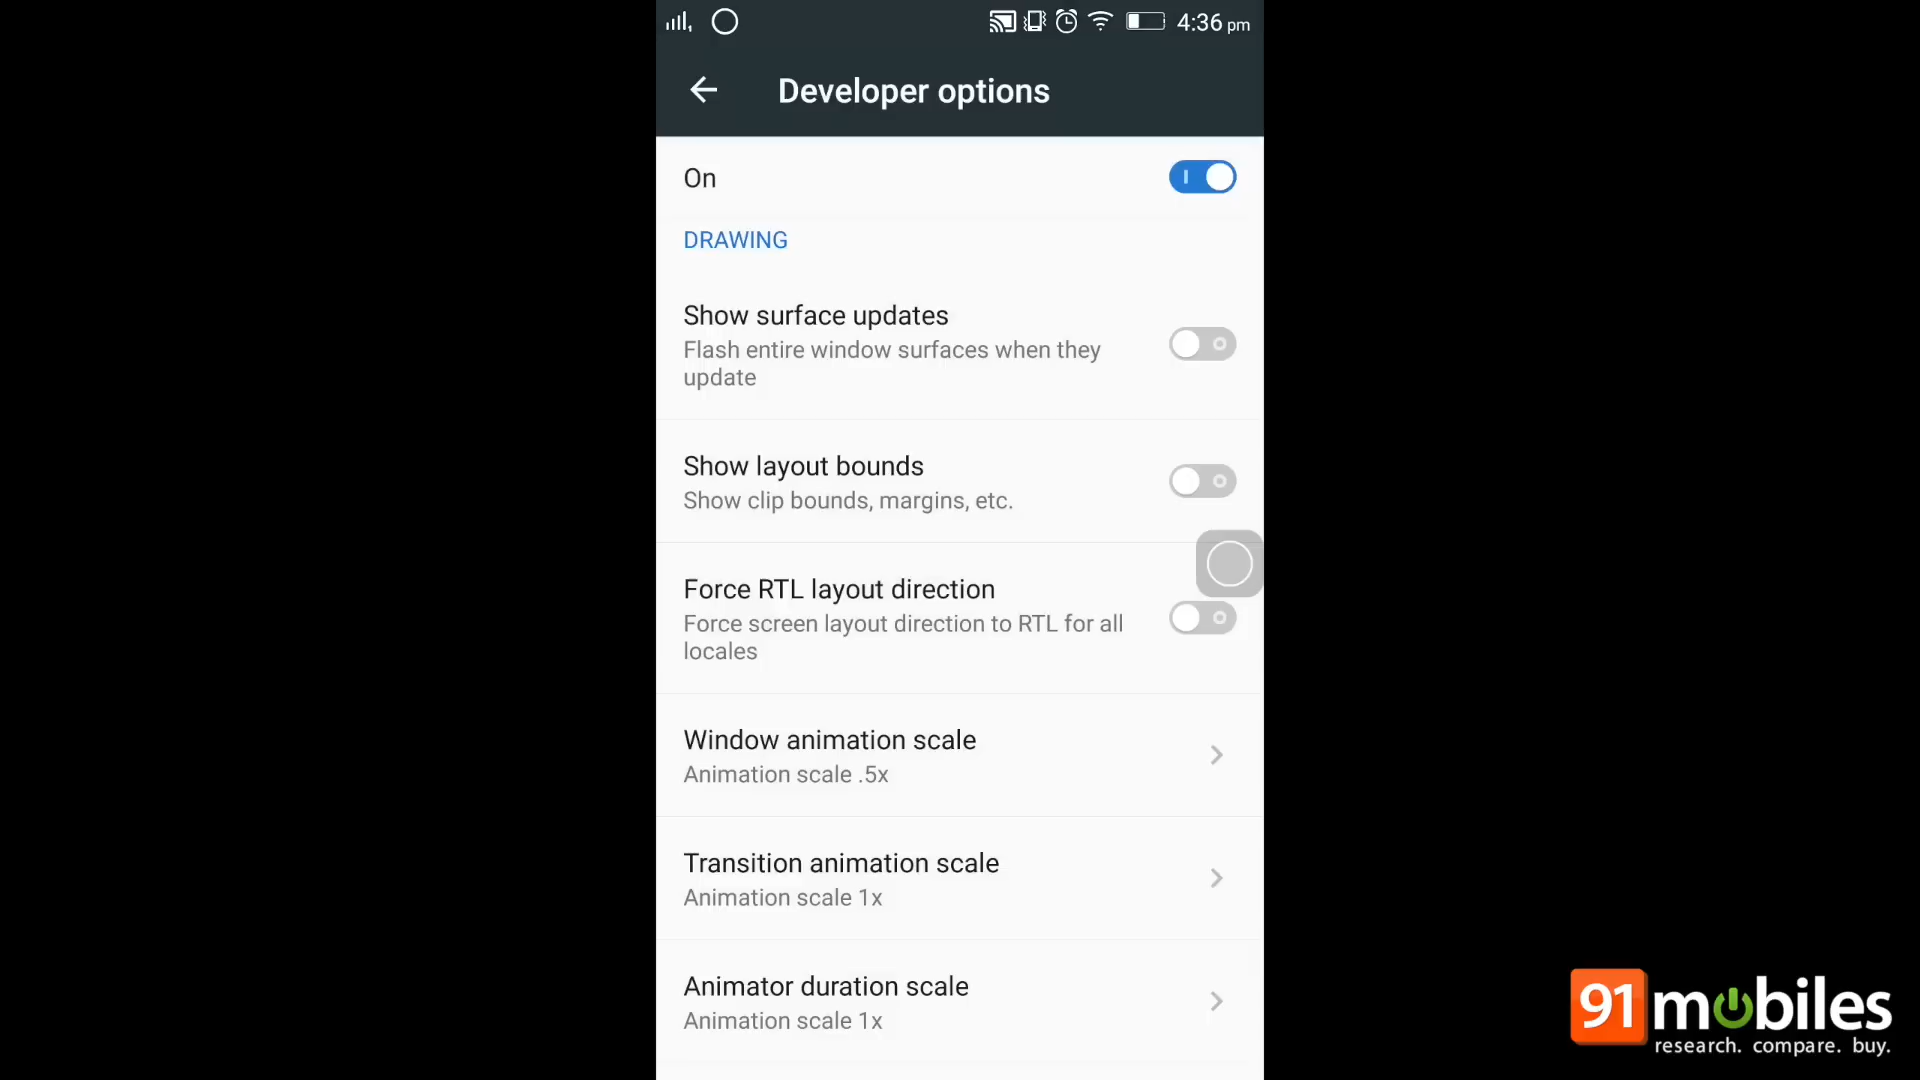 4:36 pm
Developer options
On
DRAWING
Show surface updates
Flash entire window surfaces when they
update
Show layout bounds
Show clip bounds, margins, etc.
Force RTL layout direction
Force screen layout direction to RTL for all
locales
Window animation scale
Animation scale .5x
Transition animation scale
Animation scale 1x
Animator duration scale
Animation scale 1x
91mobiles
research. compare. buy.